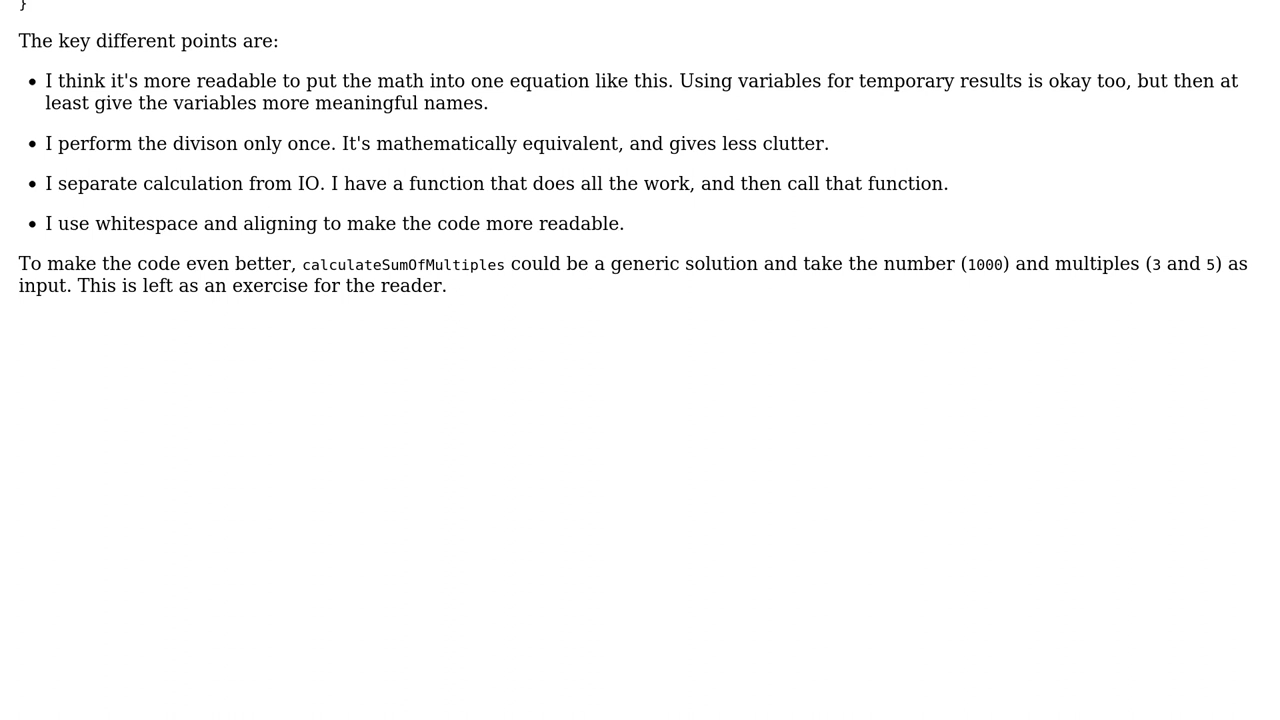 }
The key different points are:
I think it's more readable to put the math into one equation like this. Using variables for temporary results is okay too, but then at
least give the variables more meaningful names.
I perform the divison only once. It's mathematically equivalent, and gives less clutter.
I separate calculation from IO. I have a function that does all the work, and then call that function.
I use whitespace and aligning to make the code more readable.
To make the code even better, calculateSumOfMultiples could be a generic solution and take the number (1000) and multiples (3 and 5) as
input. This is left as an exercise for the reader.